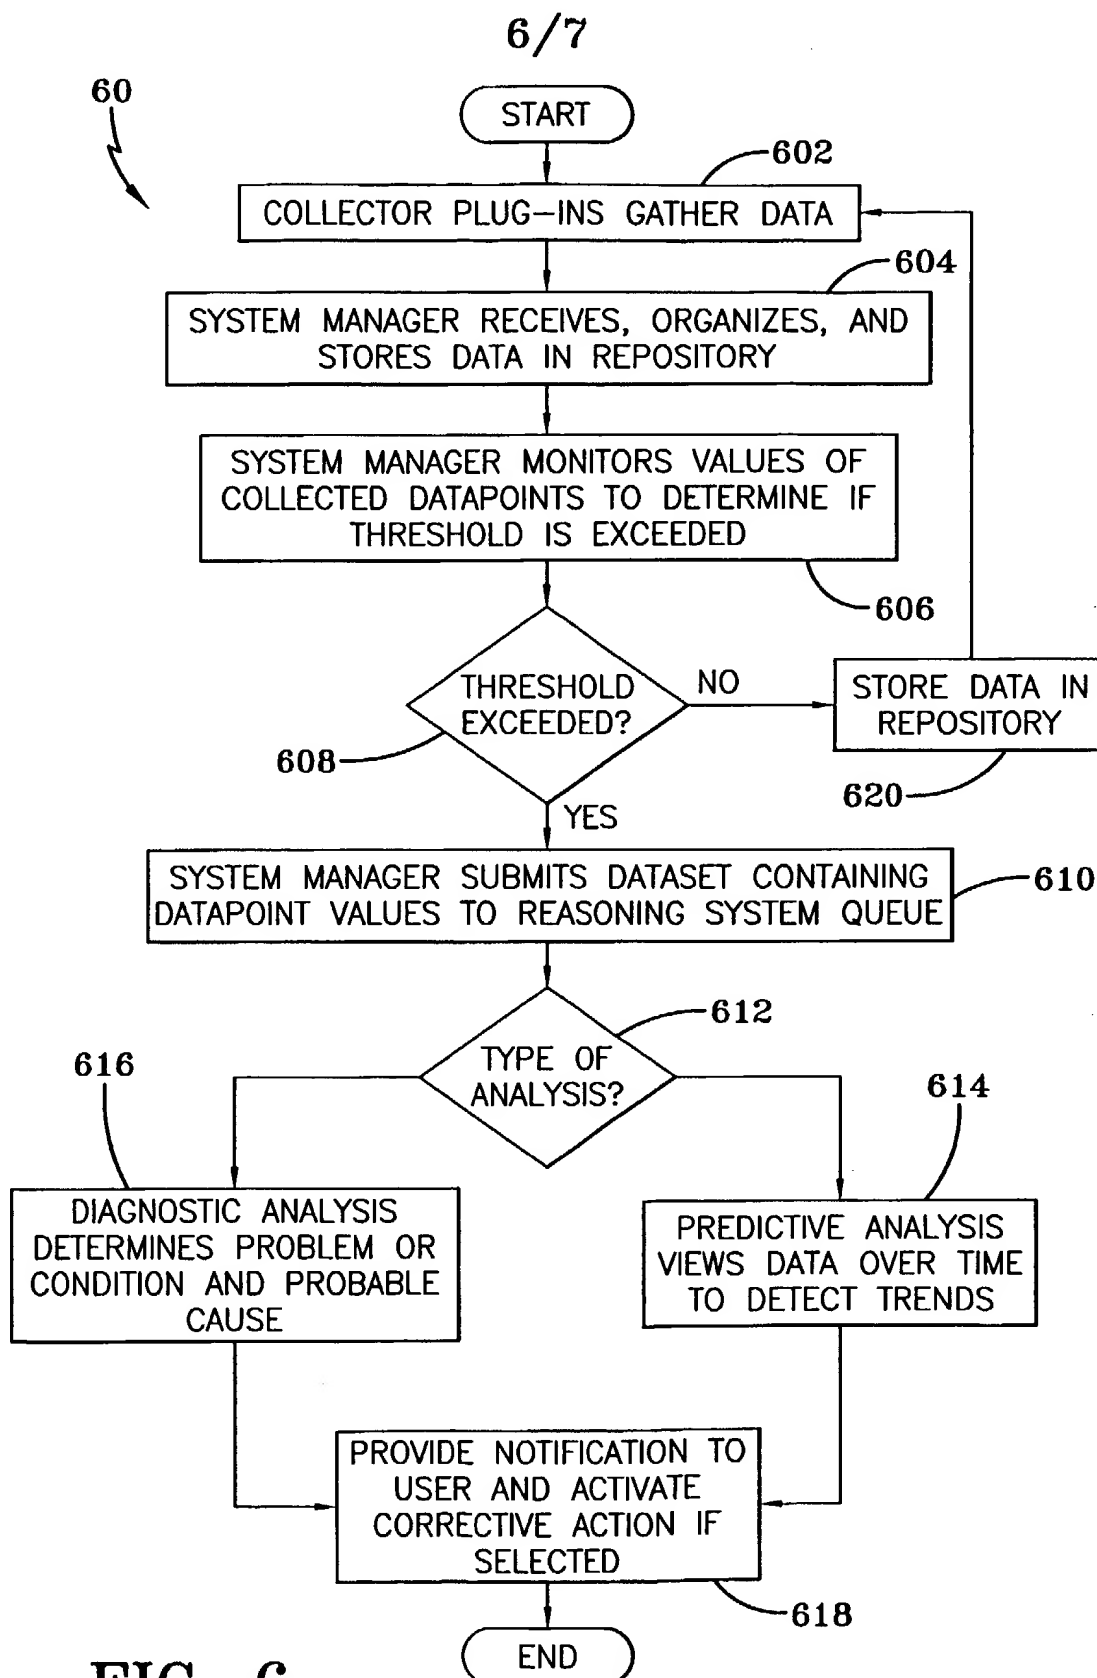 6/7
60
START
602
COLLECTOR PLUG-INS GATHER DATA
604
SYSTEM MANAGER RECEIVES, ORGANIZES, AND
STORES DATA IN REPOSITORY
SYSTEM MANAGER MONITORS VALUES OF
COLLECTED DATAPOINTS TO DETERMINE IF
THRESHOLD IS EXCEEDED
606
THRESHOLD
EXCEEDED?
608
NO
STORE DATA IN
REPOSITORY
620
YES
SYSTEM MANAGER SUBMITS DATASET CONTAINING
DATAPOINT VALUES TO REASONING SYSTEM QUEUE
610
612
TYPE OF
ANALYSIS?
616
DIAGNOSTIC ANALYSIS
DETERMINES PROBLEM OR
CONDITION AND PROBABLE
CAUSE
614
PREDICTIVE ANALYSIS
VIEWS DATA OVER TIME
TO DETECT TRENDS
PROVIDE NOTIFICATION TO
USER AND ACTIVATE
CORRECTIVE ACTION IF
SELECTED
618
END
FIG. 6